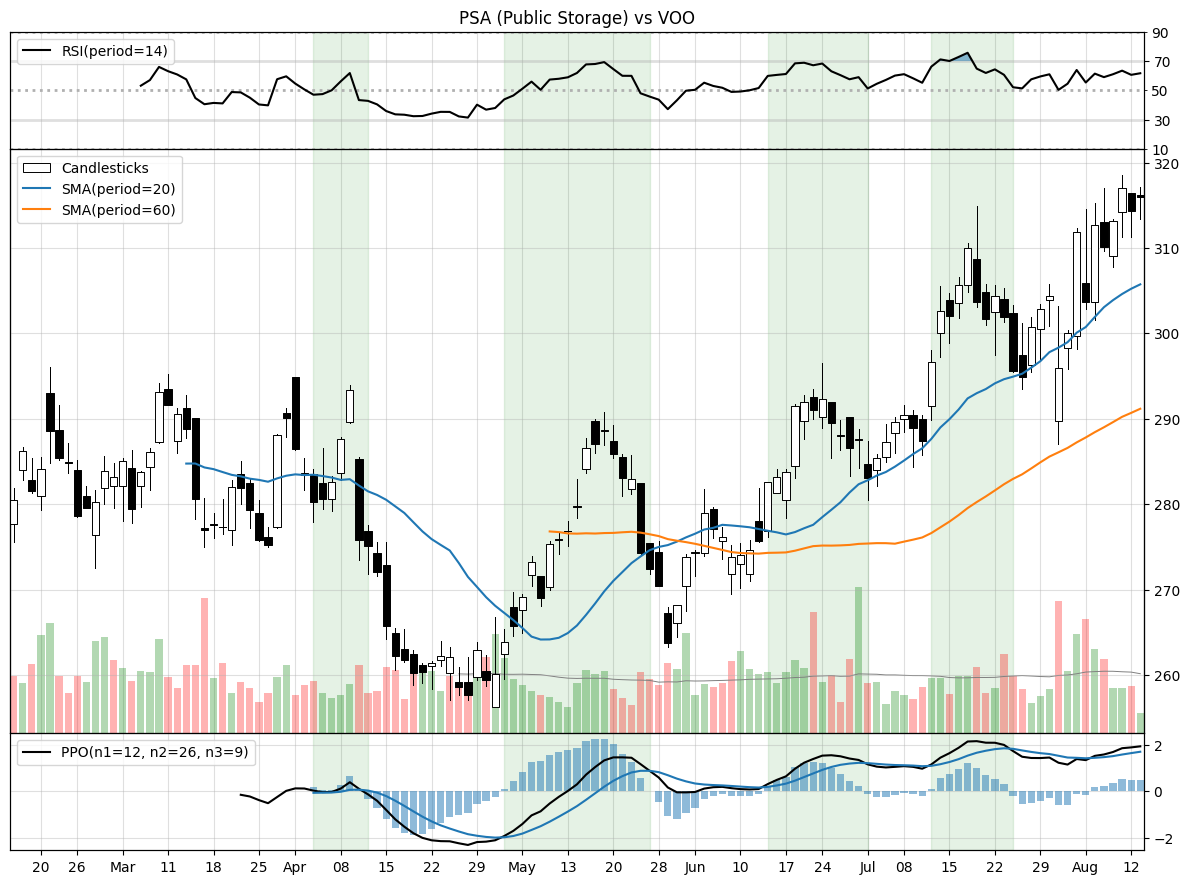 PSA (Public Storage) vs VOO
RSI(period=14)
90
70
50
30
10
Candlesticks
SMA(period=20)
SMA(period=60)
320
310
300
290
280
270
260
PPO(n1=12, n2=26, n3=9)
2
0
−2
20 26 Mar 11 18 25 Apr 08 15 22 29 May 13 20 28 Jun 10 17 24 Jul 08 15 22 29 Aug 12